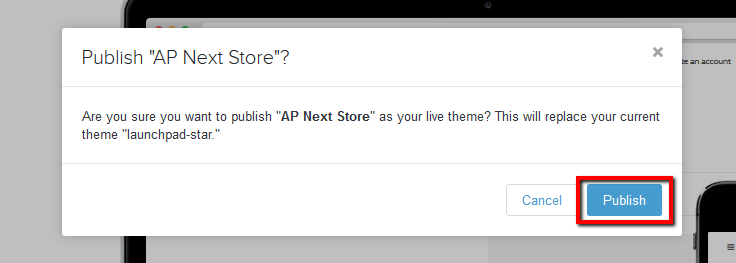 te an account
Publish "AP Next Store"?
×
Are you sure you want to publish "AP Next Store" as your live theme? This will replace your current
theme "launchpad-star."
Cancel
Publish